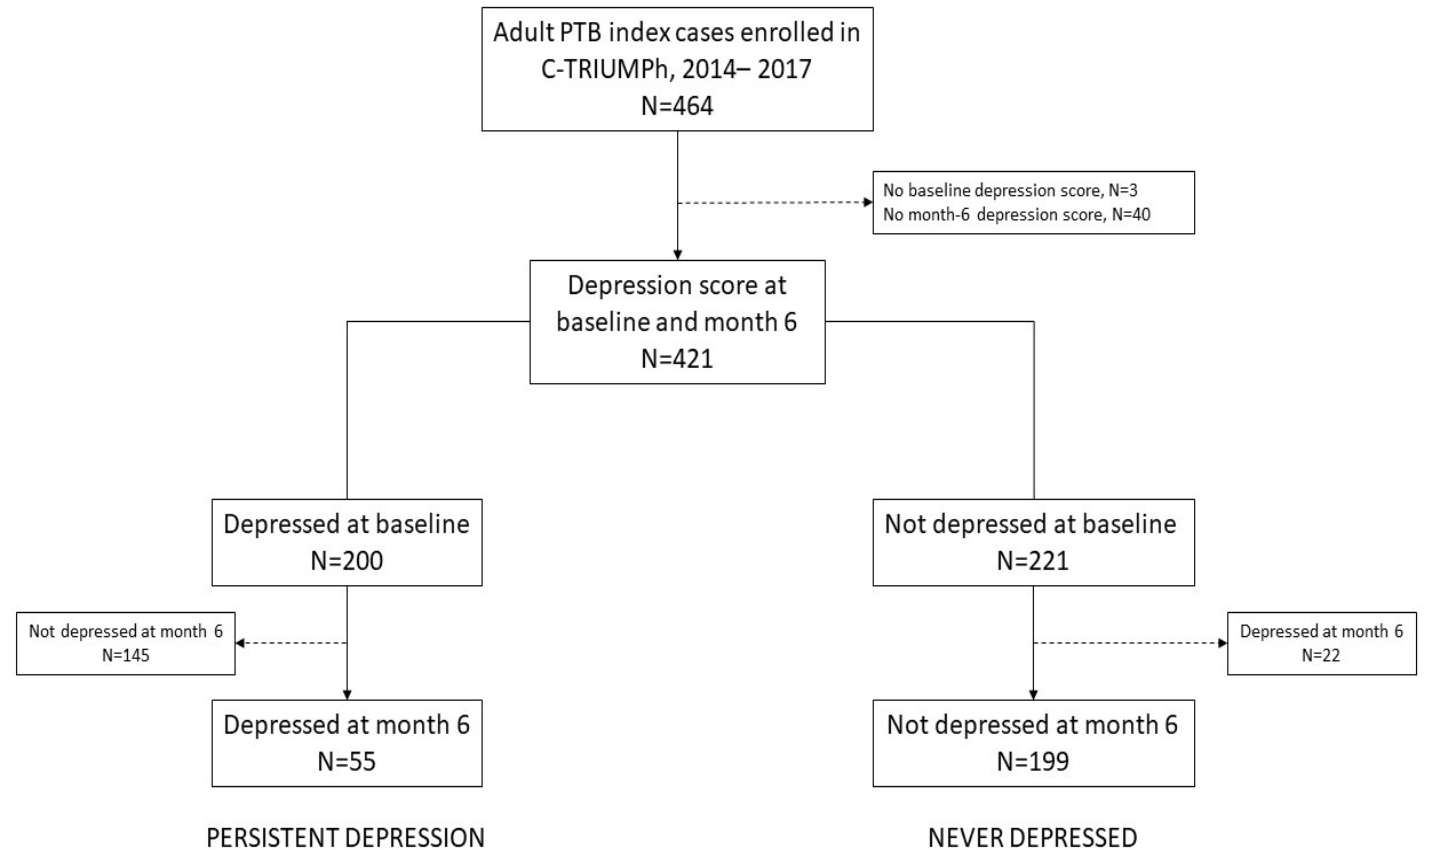 Adult PTB index cases enrolled in
C-TRIUMPh, 2014– 2017
N=464
No baseline depression score, N=3
No month-6 depression score, N=40
Depression score at
baseline and month 6
N=421
Depressed at baseline
N=200
Not depressed at baseline
N=221
Not depressed at month 6
N=145
Depressed at month 6
N=22
Depressed at month 6
N=55
Not depressed at month 6
N=199
PERSISTENT DEPRESSION
NEVER DEPRESSED